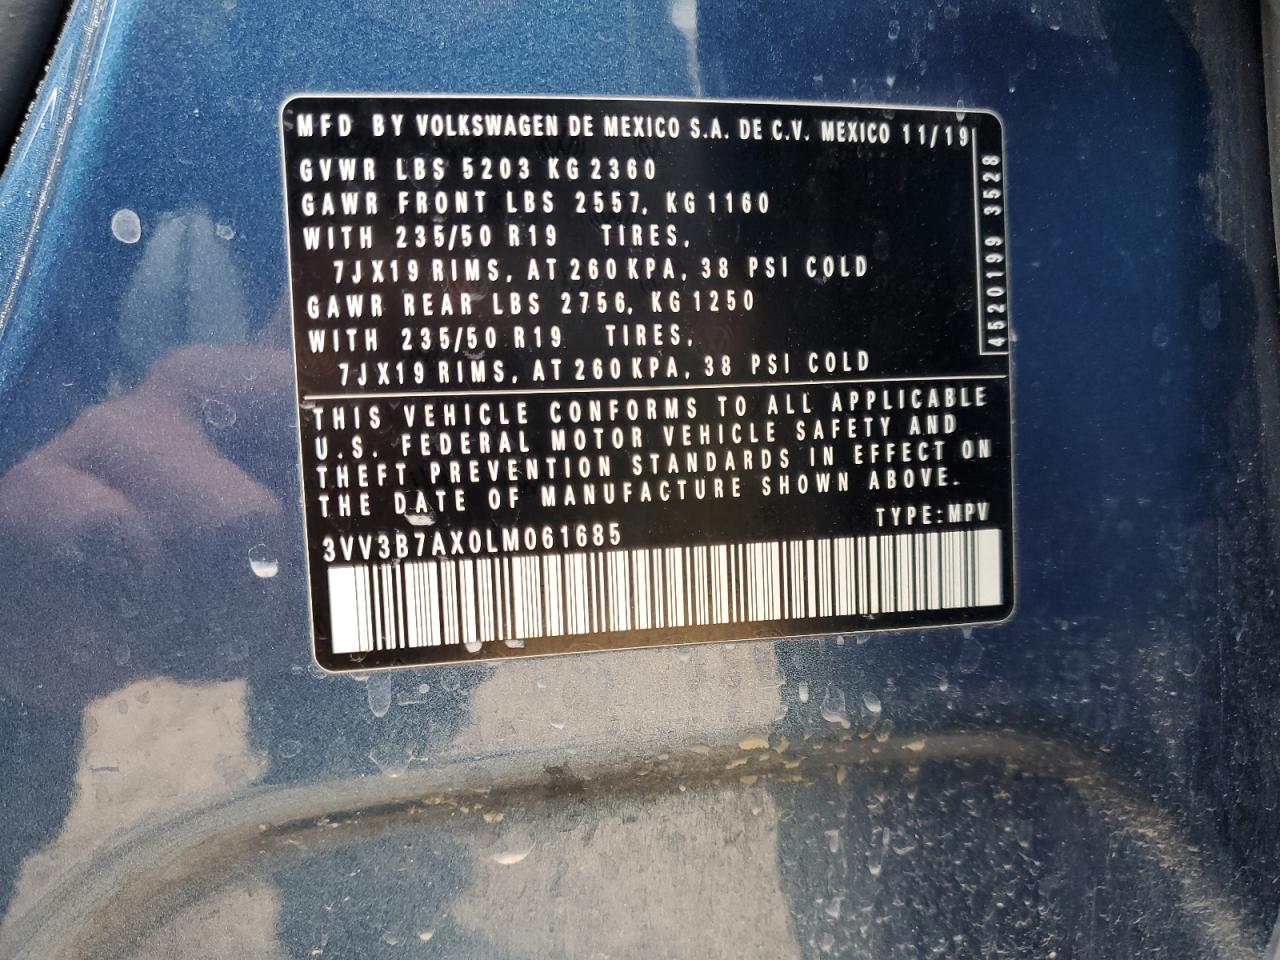 MFD BY VOLKSWAGEN DE MEXICO S.A. DE C.V. MEXICO 11/19
GVWR LBS 5203 KG 2360
GAWR FRONT LBS 2557, KG 1160
WITH 235/50 R19 TIRES,
7JX19 RIMS, AT 260 KPA, 38 PSI COLD
GAWR REAR LBS 2756, KG 1250
WITH 235/50 R19 TIRES,
7JX19 RIMS, AT 260 KPA, 38 PSI COLD
4520199 3528
THIS VEHICLE CONFORMS TO ALL APPLICABLE
U.S. FEDERAL MOTOR VEHICLE SAFETY AND
THEFT PREVENTION STANDARDS IN EFFECT ON
THE DATE OF MANUFACTURE SHOWN ABOVE.
TYPE:MPV
3VV3B7AX0LM061685